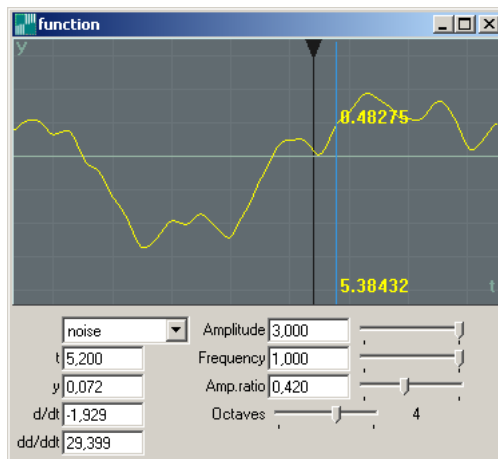 function
y
0.48275
5.38432
t
noise Amplitude 3,000
t 5,200 Frequency 1,000
y 0,072 Amp.ratio 0,420
d/dt -1,929 Octaves 4
dd/ddt 29,399